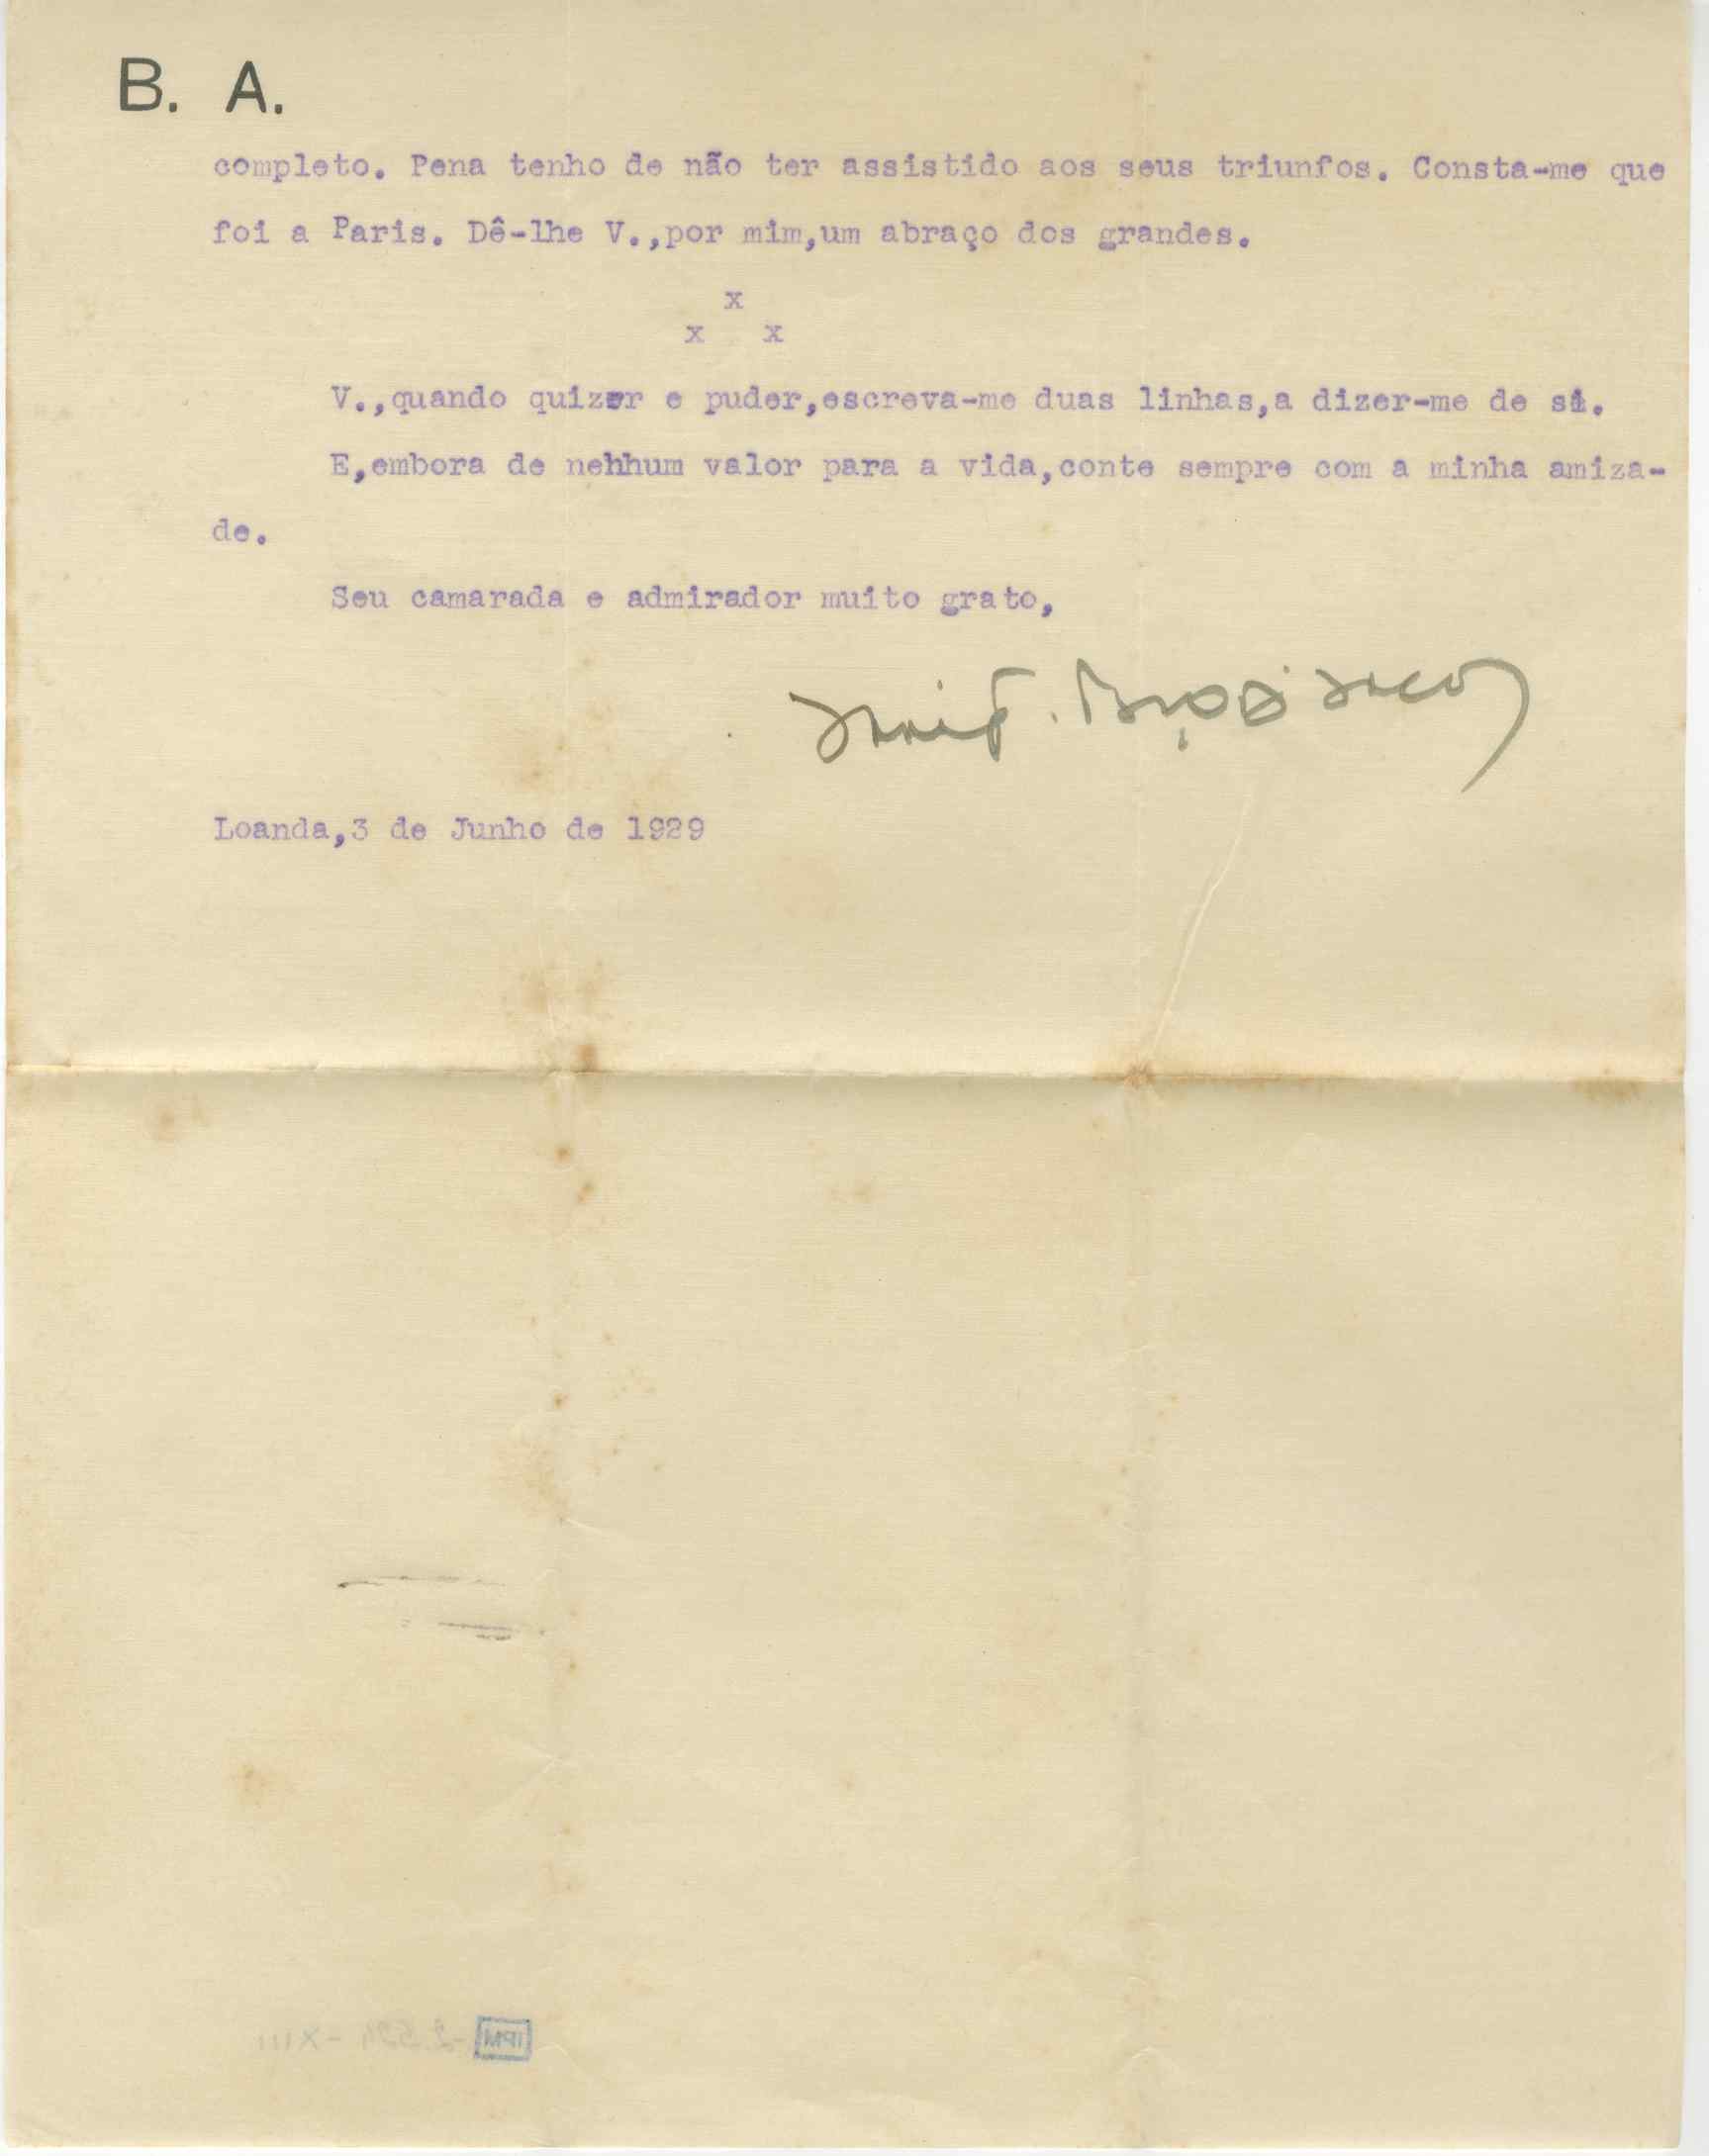 B. A.
completo. Pena tenho de não ter assistido aos seus triunfos. Consta-me que
foi a Paris. Dê-lhe V.,por mim,um abraço dos grandes.
x
x x
V.,quando quizer e puder,escreva-me duas linhas,a dizer-me de si.
E,embora de nehhum valor para a vida,conte sempre com a minha amiza-
de.
Seu camarada e admirador muito grato,
Loanda,3 de Junho de 1929